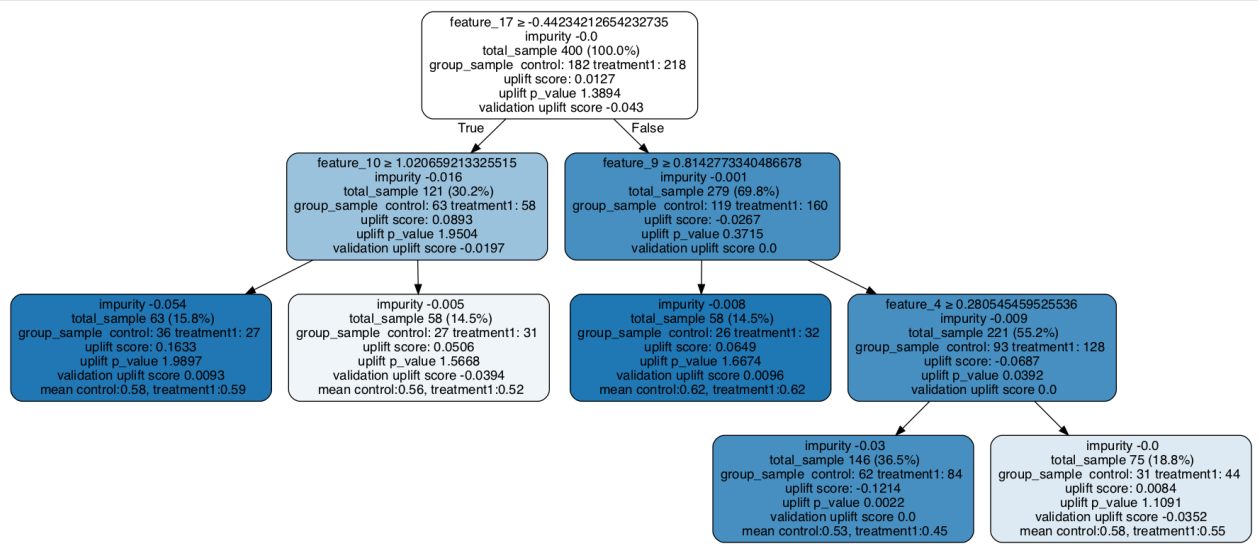 feature_17 ≥ -0.44234212654232735
impurity -0.0
total_sample 400 (100.0%)
group_sample control: 182 treatment1: 218
uplift score: 0.0127
uplift p_value 1.3894
validation uplift score -0.043
True
False
feature_10 ≥ 1.020659213325515
impurity -0.016
total_sample 121 (30.2%)
group_sample control: 63 treatment1: 58
uplift score: 0.0893
uplift p_value 1.9504
validation uplift score -0.0197
feature_9 ≥ 0.8142773340486678
impurity -0.001
total_sample 279 (69.8%)
group_sample control: 119 treatment1: 160
uplift score: -0.0267
uplift p_value 0.3715
validation uplift score 0.0
impurity -0.054
total_sample 63 (15.8%)
group_sample control: 36 treatment1: 27
uplift score: 0.1633
uplift p_value 1.9897
validation uplift score 0.0093
mean control:0.58, treatment1:0.59
impurity -0.005
total_sample 58 (14.5%)
group_sample control: 27 treatment1: 31
uplift score: 0.0506
uplift p_value 1.5668
validation uplift score -0.0394
mean control:0.56, treatment1:0.52
impurity -0.008
total_sample 58 (14.5%)
group_sample control: 26 treatment1: 32
uplift score: 0.0649
uplift p_value 1.6674
validation uplift score 0.0096
mean control:0.62, treatment1:0.62
feature_4 ≥ 0.280545459525536
impurity -0.009
total_sample 221 (55.2%)
group_sample control: 93 treatment1: 128
uplift score: -0.0687
uplift p_value 0.0392
validation uplift score 0.0
impurity -0.03
total_sample 146 (36.5%)
group_sample control: 62 treatment1: 84
uplift score: -0.1214
uplift p_value 0.0022
validation uplift score 0.0
mean control:0.53, treatment1:0.45
impurity -0.0
total_sample 75 (18.8%)
group_sample control: 31 treatment1: 44
uplift score: 0.0084
uplift p_value 1.1091
validation uplift score -0.0352
mean control:0.58, treatment1:0.55